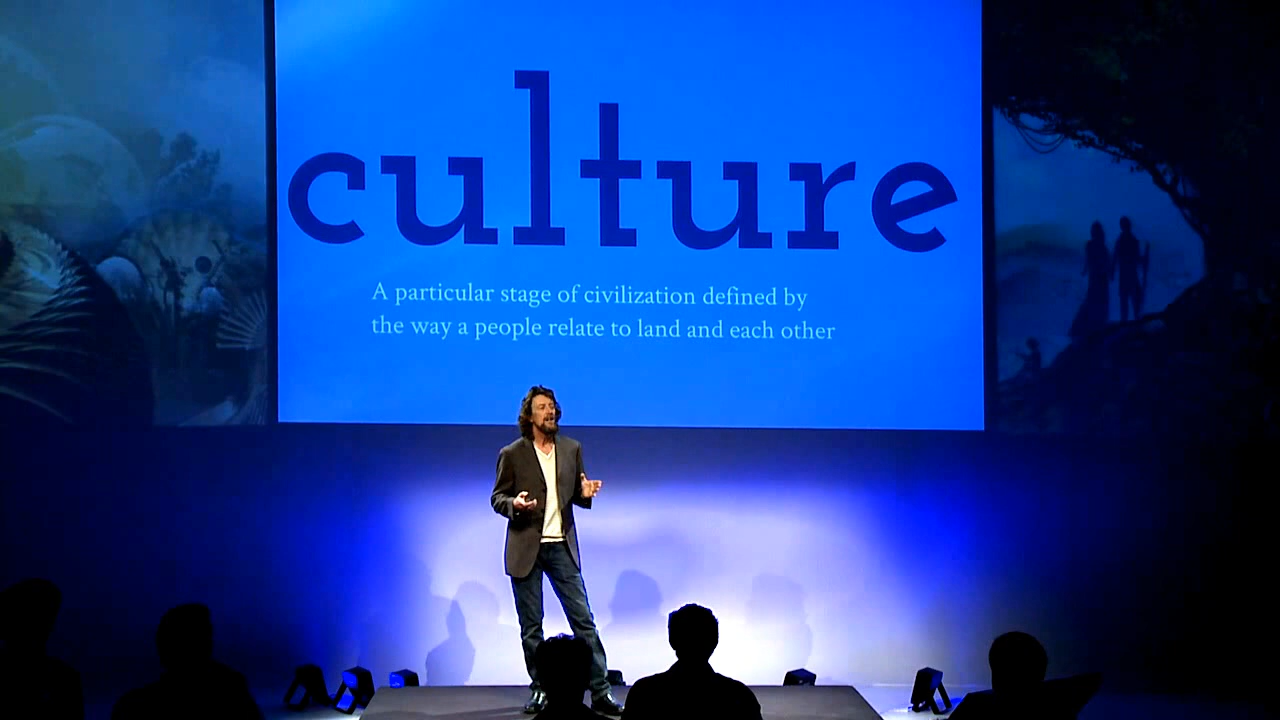 culture
A particular stage of civilization defined by
the way a people relate to land and each other